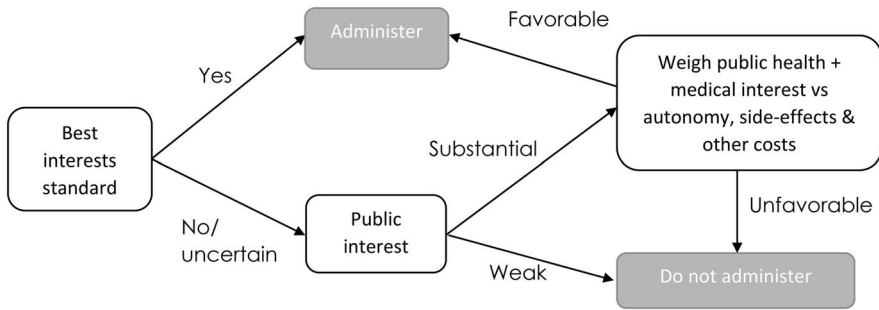 Administer
Favorable
Weigh public health +
medical interest vs
autonomy, side-effects &
other costs
Yes
Best
interests
standard
Substantial
No/
uncertain
Public
interest
Unfavorable
Weak
Do not administer